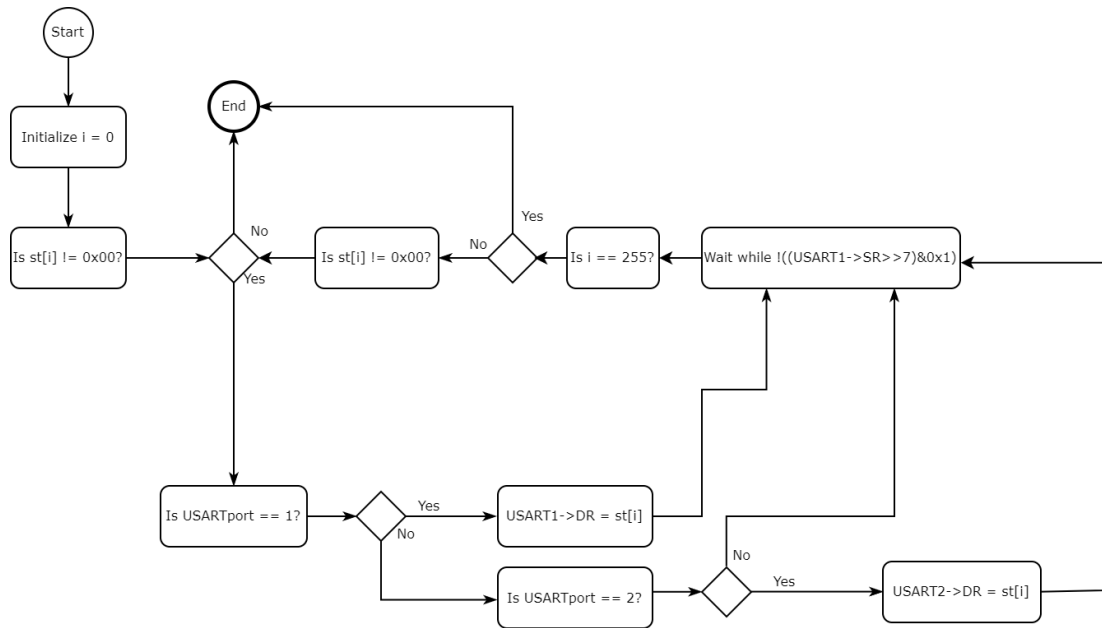 Start
End
Initialize i = 0
Yes
No
No
Is st[i] != 0x00?
Is st[i] != 0x00?
Is i == 255?
Wait while !((USART1->SR>>7)&0x1)
Yes
Is USARTport == 1?
Yes
No
USART1->DR = st[i]
No
Is USARTport == 2?
Yes
USART2->DR = st[i]